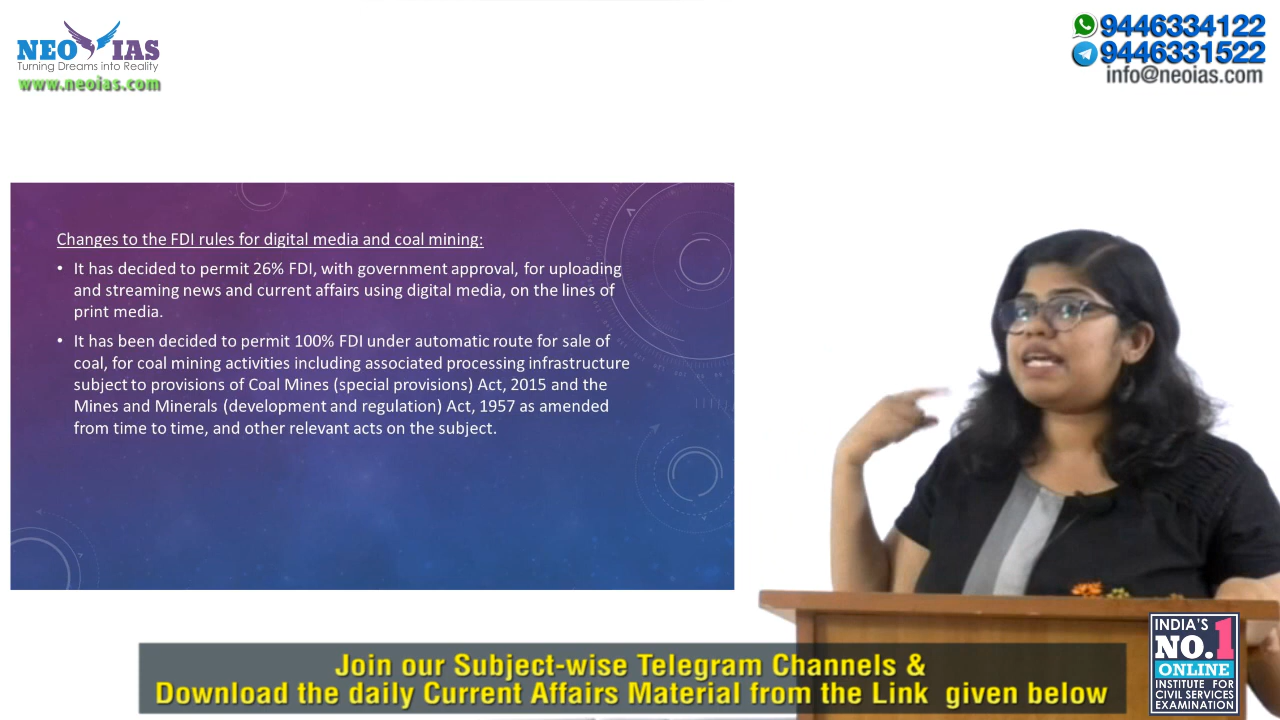 NEO IAS
Turning Dreams into Reality
www.neoias.com
9446334122
9446331522
info@neoias.com
Changes to the FDI rules for digital media and coal mining:
• It has decided to permit 26% FDI, with government approval, for uploading
and streaming news and current affairs using digital media, on the lines of
print media.
• It has been decided to permit 100% FDI under automatic route for sale of
coal, for coal mining activities including associated processing infrastructure
subject to provisions of Coal Mines (special provisions) Act, 2015 and the
Mines and Minerals (development and regulation) Act, 1957 as amended
from time to time, and other relevant acts on the subject.
Join our Subject-wise Telegram Channels &
Download the daily Current Affairs Material from the Link given below
INDIA'S
NO.1
ONLINE
INSTITUTE FOR
CIVIL SERVICES
EXAMINATION